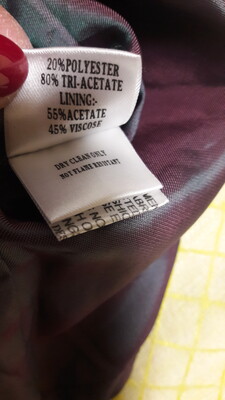 20%POLYESTER
80% TRI-ACETATE
LINING:-
55%ACETATE
45% VISCOSE
DRY CLEAN ONLY
NOT FLAME RESISTANT